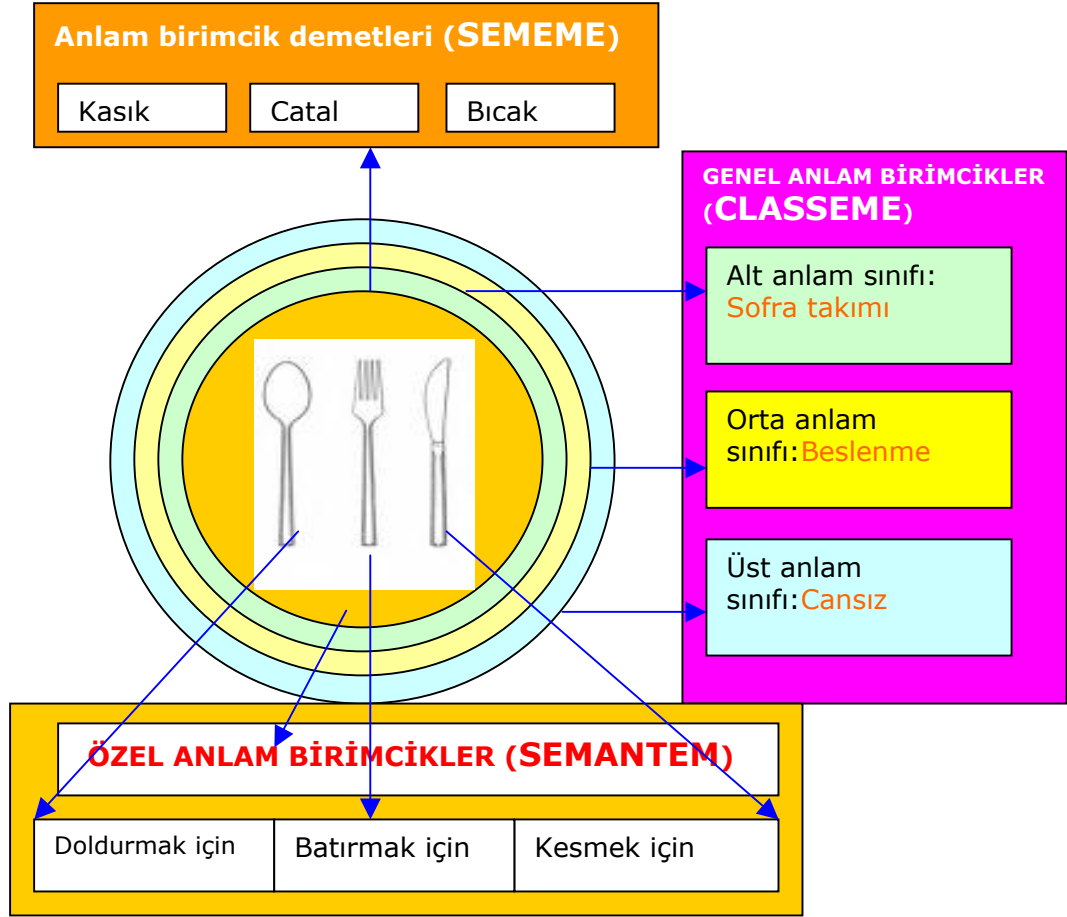 Anlam birimcik demetleri (SEMEME)
Kasık
Catal
Bıcak
GENEL ANLAM BİRİMCİKLER
(CLASSEME)
Alt anlam sınıfı:
Sofra takımı
Orta anlam
sınıfı:Beslenme
Üst anlam
sınıfı:Cansız
ÖZEL ANLAM BİRİMCİKLER (SEMANTEM)
Doldurmak için
Batırmak için
Kesmek için